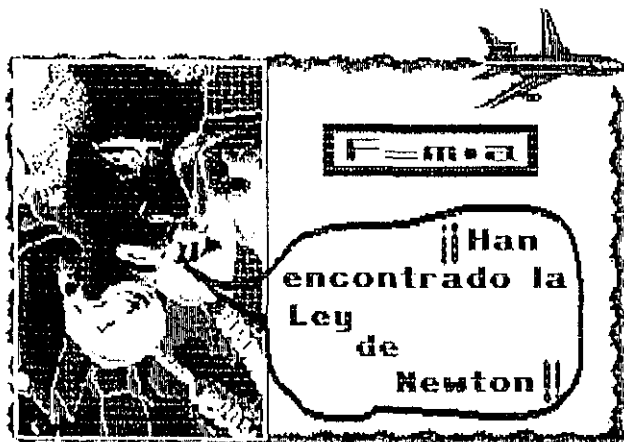 F=m•a
¡¡Han
encontrado la
Ley
de
Newton!!